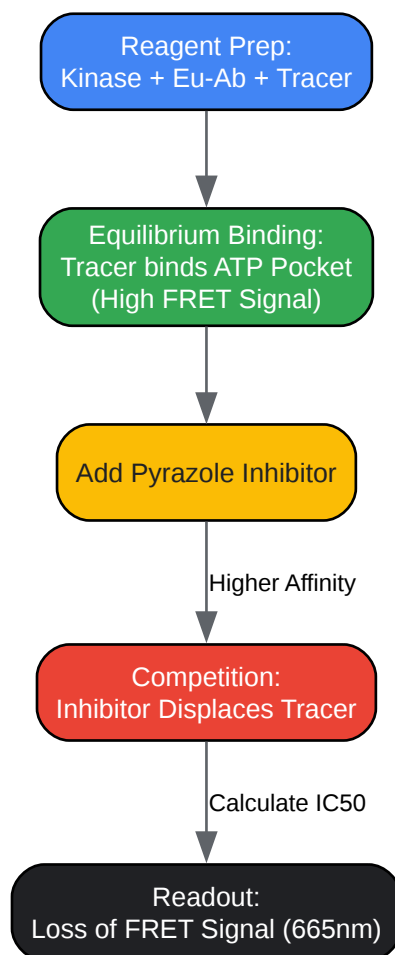 Reagent Prep:
Kinase + Eu-Ab + Tracer
Equilibrium Binding:
Tracer binds ATP Pocket
(High FRET Signal)
Add Pyrazole Inhibitor
Higher Affinity
Competition:
Inhibitor Displaces Tracer
Calculate IC50
Readout:
Loss of FRET Signal (665nm)